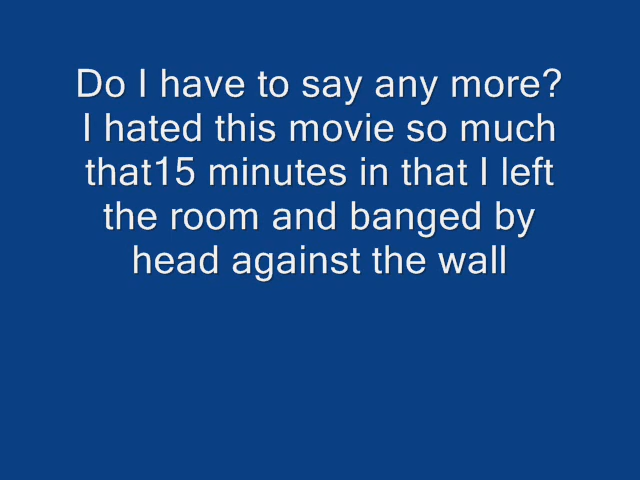 Do I have to say any more?
I hated this movie so much
that15 minutes in that I left
the room and banged by
head against the wall